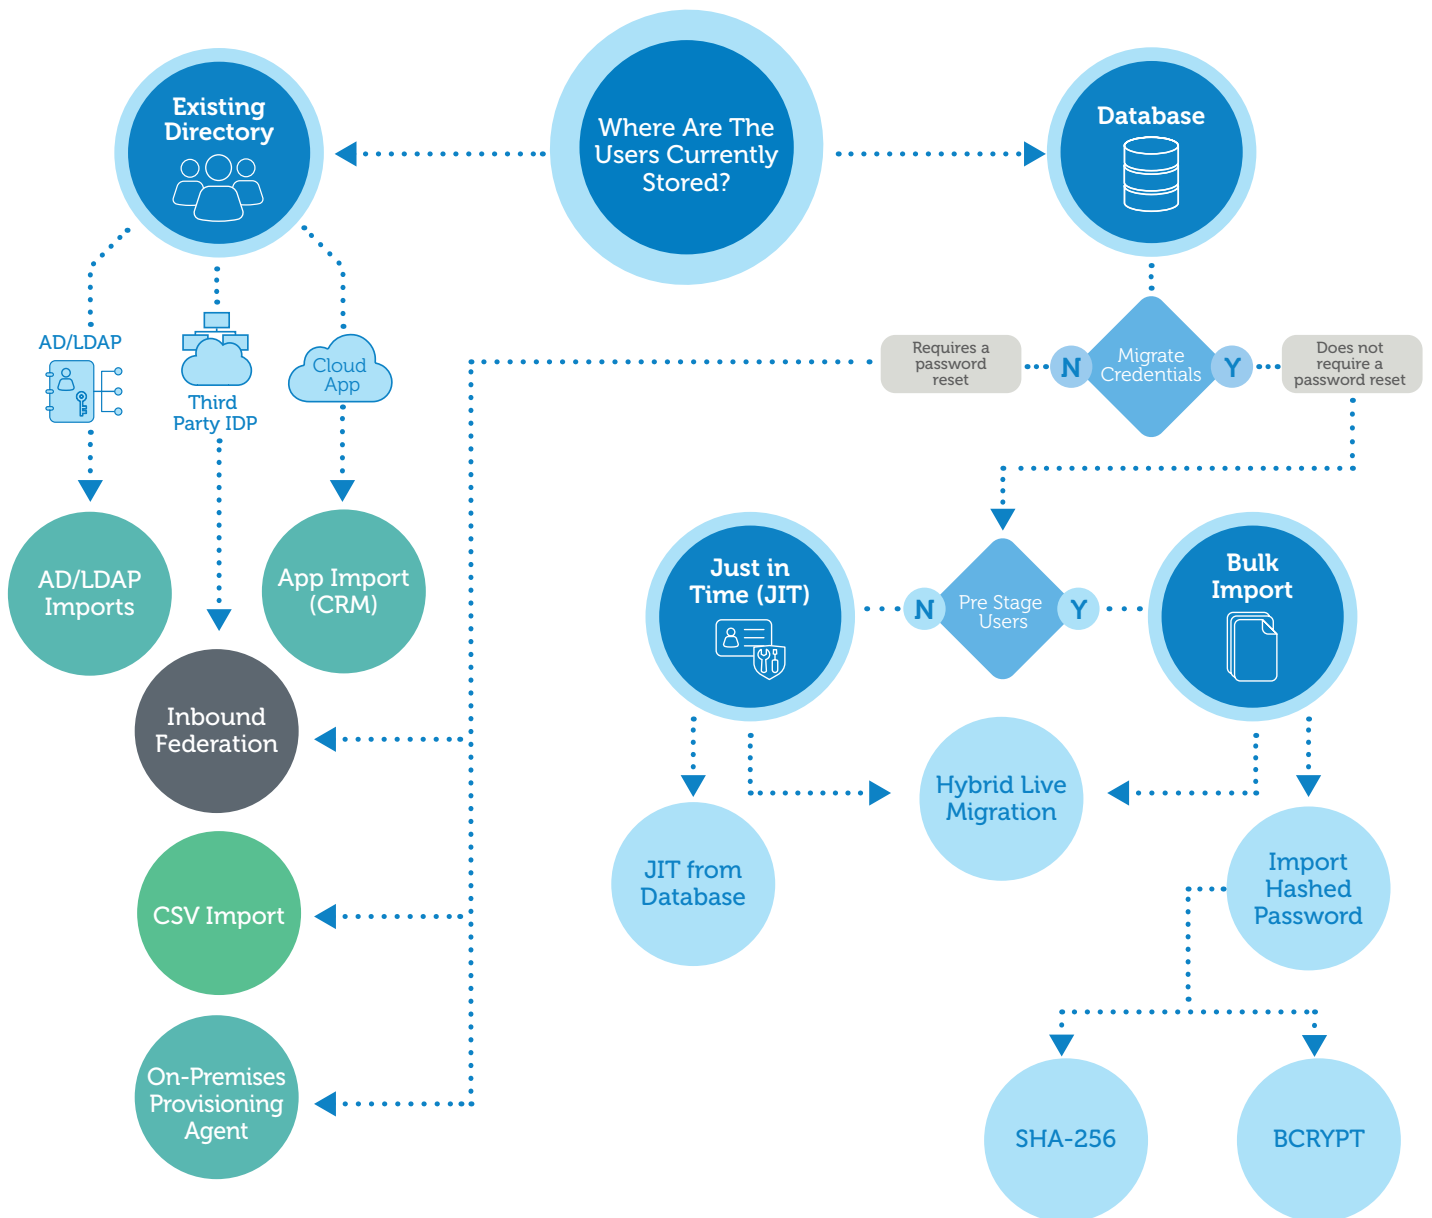 Where Are The
Users Currently
Stored?
Existing
Directory
Database
AD/LDAP
Third
Party IDP
Cloud
App
AD/LDAP
Imports
App Import
(CRM)
Inbound
Federation
CSV Import
On-Premises
Provisioning
Agent
Requires a
password
reset
N
Migrate
Credentials
Y
Does not
require a
password reset
Just in
Time (JIT)
N
Pre Stage
Users
Y
Bulk
Import
JIT from
Database
Hybrid Live
Migration
Import
Hashed
Password
SHA-256
BCRYPT